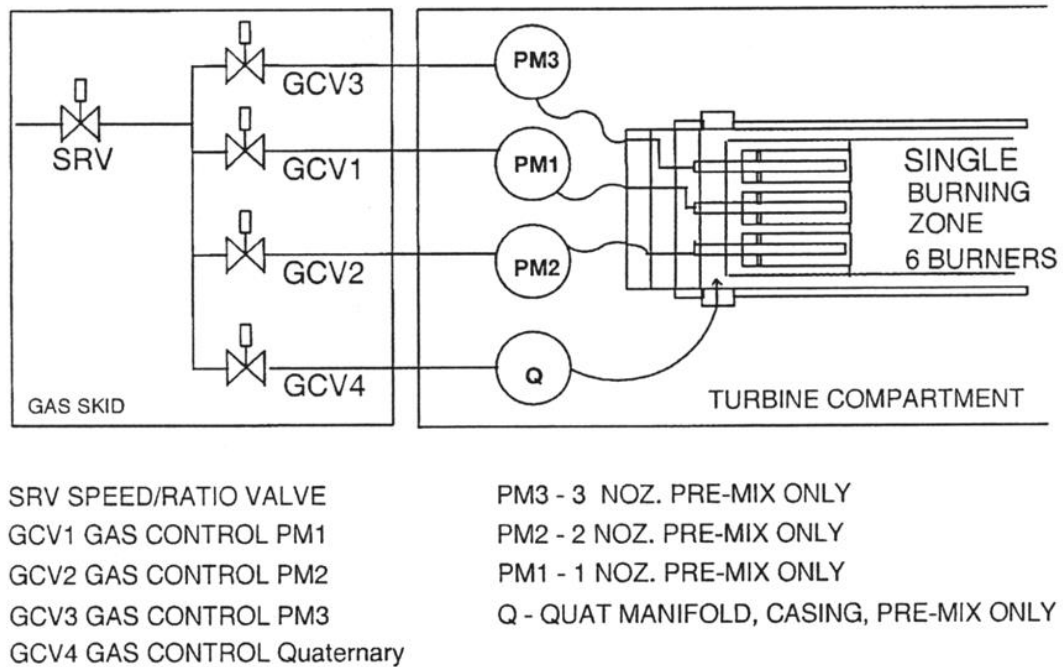 PM3
GCV3
SRV
GCV1
PM1
SINGLE
BURNING
ZONE
6 BURNERS
GCV2
PM2
GCV4
Q
GAS SKID
TURBINE COMPARTMENT
SRV SPEED/RATIO VALVE
GCV1 GAS CONTROL PM1
GCV2 GAS CONTROL PM2
GCV3 GAS CONTROL PM3
GCV4 GAS CONTROL Quaternary
PM3 - 3 NOZ. PRE-MIX ONLY
PM2 - 2 NOZ. PRE-MIX ONLY
PM1 - 1 NOZ. PRE-MIX ONLY
Q - QUAT MANIFOLD, CASING, PRE-MIX ONLY